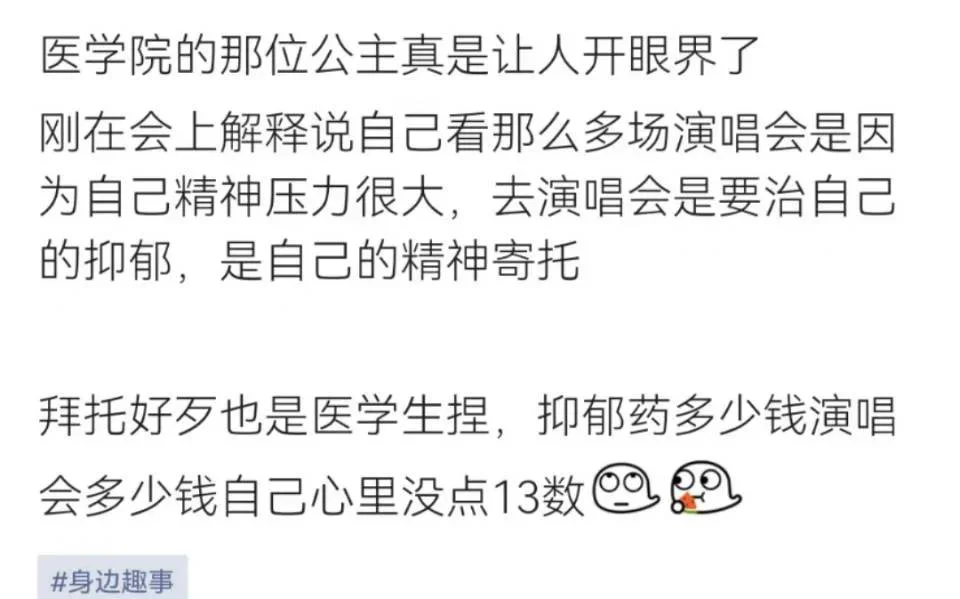 医学院的那位公主真是让人开眼界了
刚在会上解释说自己看那么多场演唱会是因
为自己精神压力很大，去演唱会是要治自己
的抑郁，是自己的精神寄托
拜托好歹也是医学生捏，抑郁药多少钱演唱
会多少钱自己心里没点13数
#身边趣事